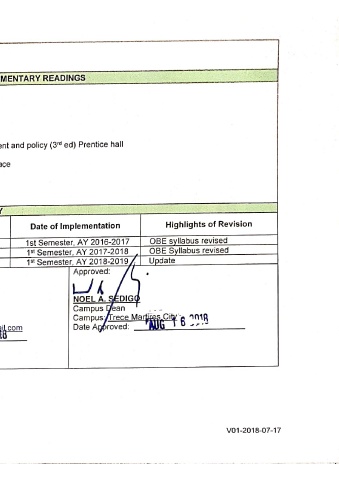 MENTARY READINGS
ent and policy (3rd ed) Prentice hall
ace
Y
Date of Implementation Highlights of Revision
1st Semester, AY 2016-2017 OBE syllabus revised
1st Semester, AY 2017-2018 OBE Syllabus revised
1st Semester, AY 2018-2019 Update
Approved:
NOEL A. SEDIGO
Campus Dean
Campus: Trece Martires City
Date Approved: AUG 16 2018
il.com
18
V01-2018-07-17